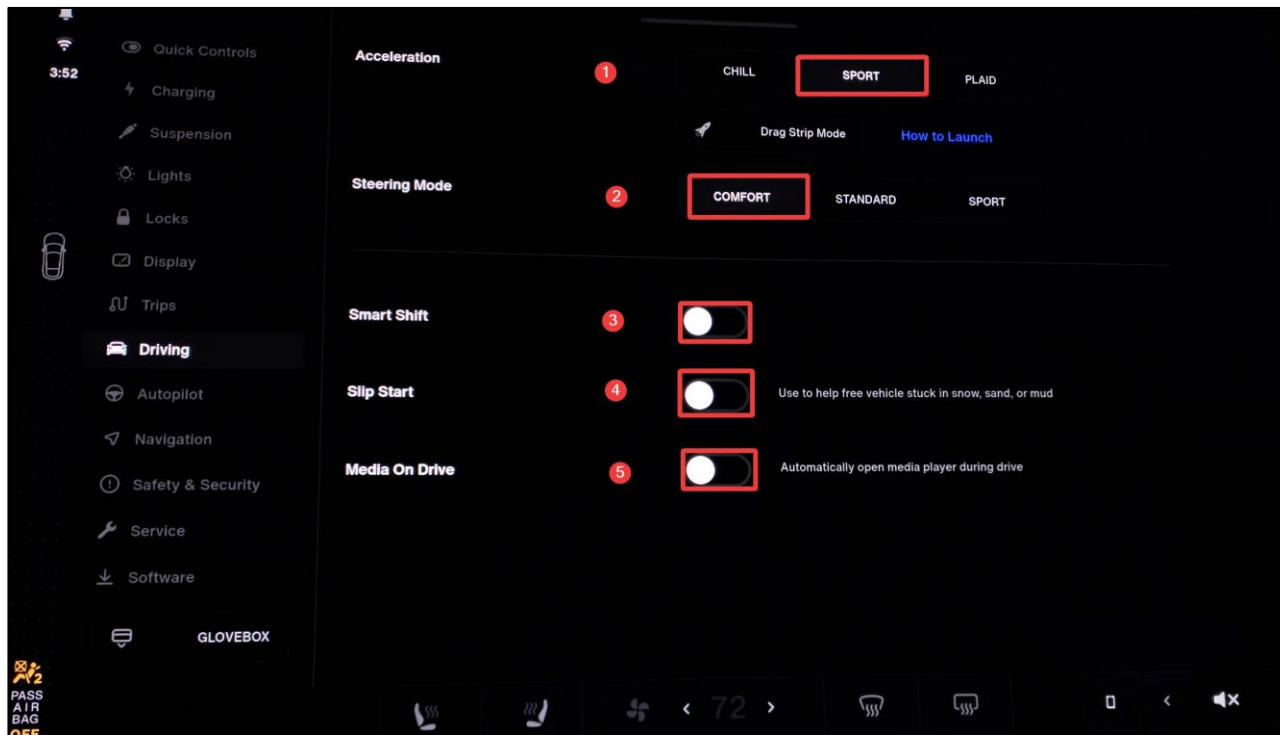 3:52
Quick Controls
Charging
Suspension
Lights
Locks
Display
Trips
Driving
Autopilot
Navigation
Safety & Security
Service
Software
GLOVEBOX
Acceleration
1
CHILL
SPORT
PLAID
Drag Strip Mode
How to Launch
Steering Mode
2
COMFORT
STANDARD
SPORT
Smart Shift
3
Slip Start
4
Use to help free vehicle stuck in snow, sand, or mud
Media On Drive
5
Automatically open media player during drive
2
PASS
AIR
BAG
OFF
72